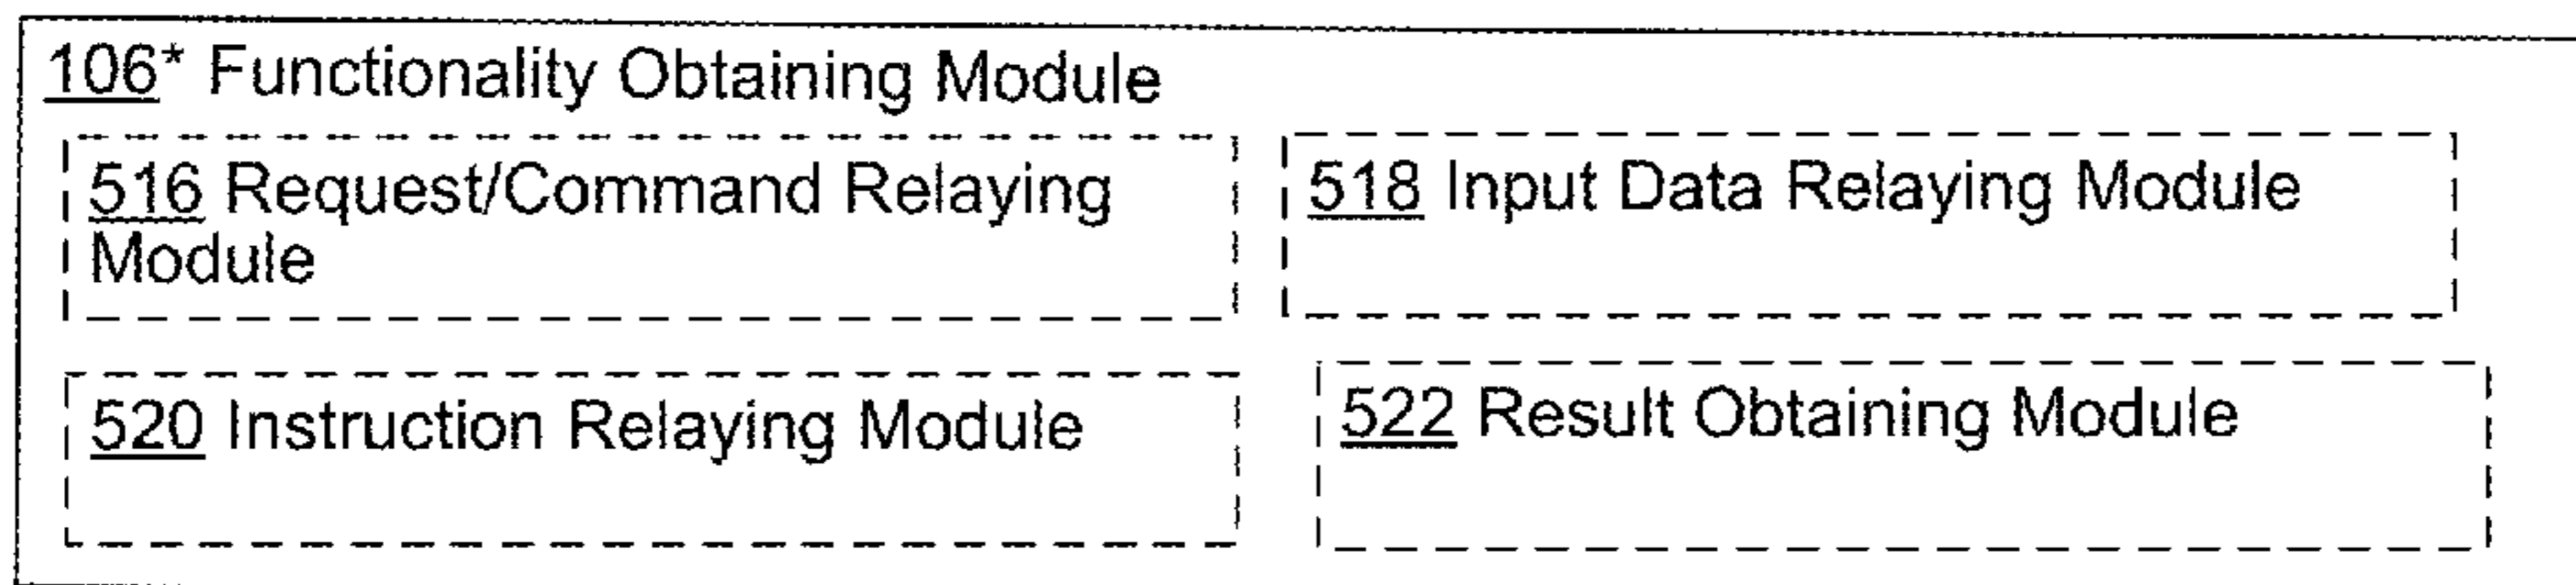 106* Functionality Obtaining Module
516 Request/Command Relaying
Module
518 Input Data Relaying Module
520 Instruction Relaying Module
522 Result Obtaining Module